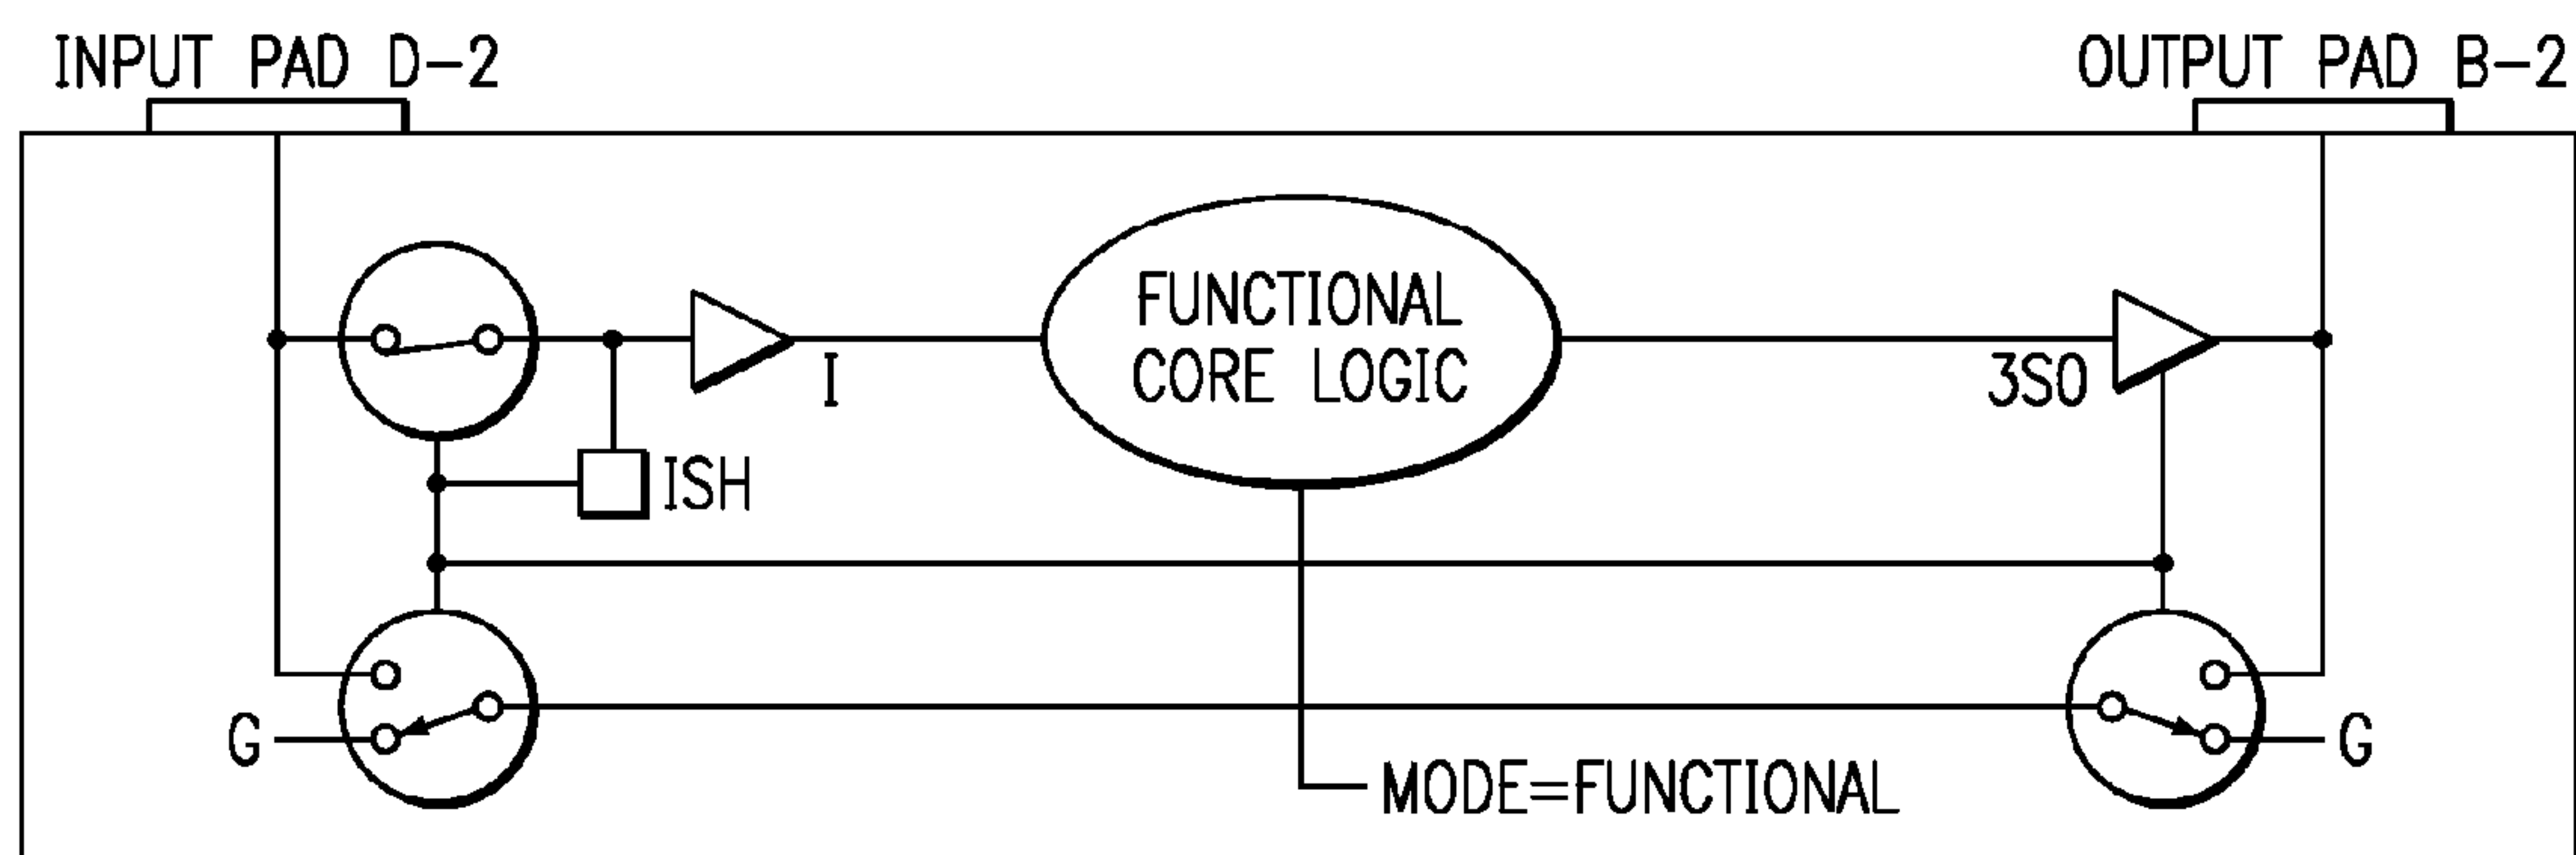 INPUT PAD D-2
OUTPUT PAD B-2
FUNCTIONAL
CORE LOGIC
I
3SO
ISH
G
G
MODE=FUNCTIONAL